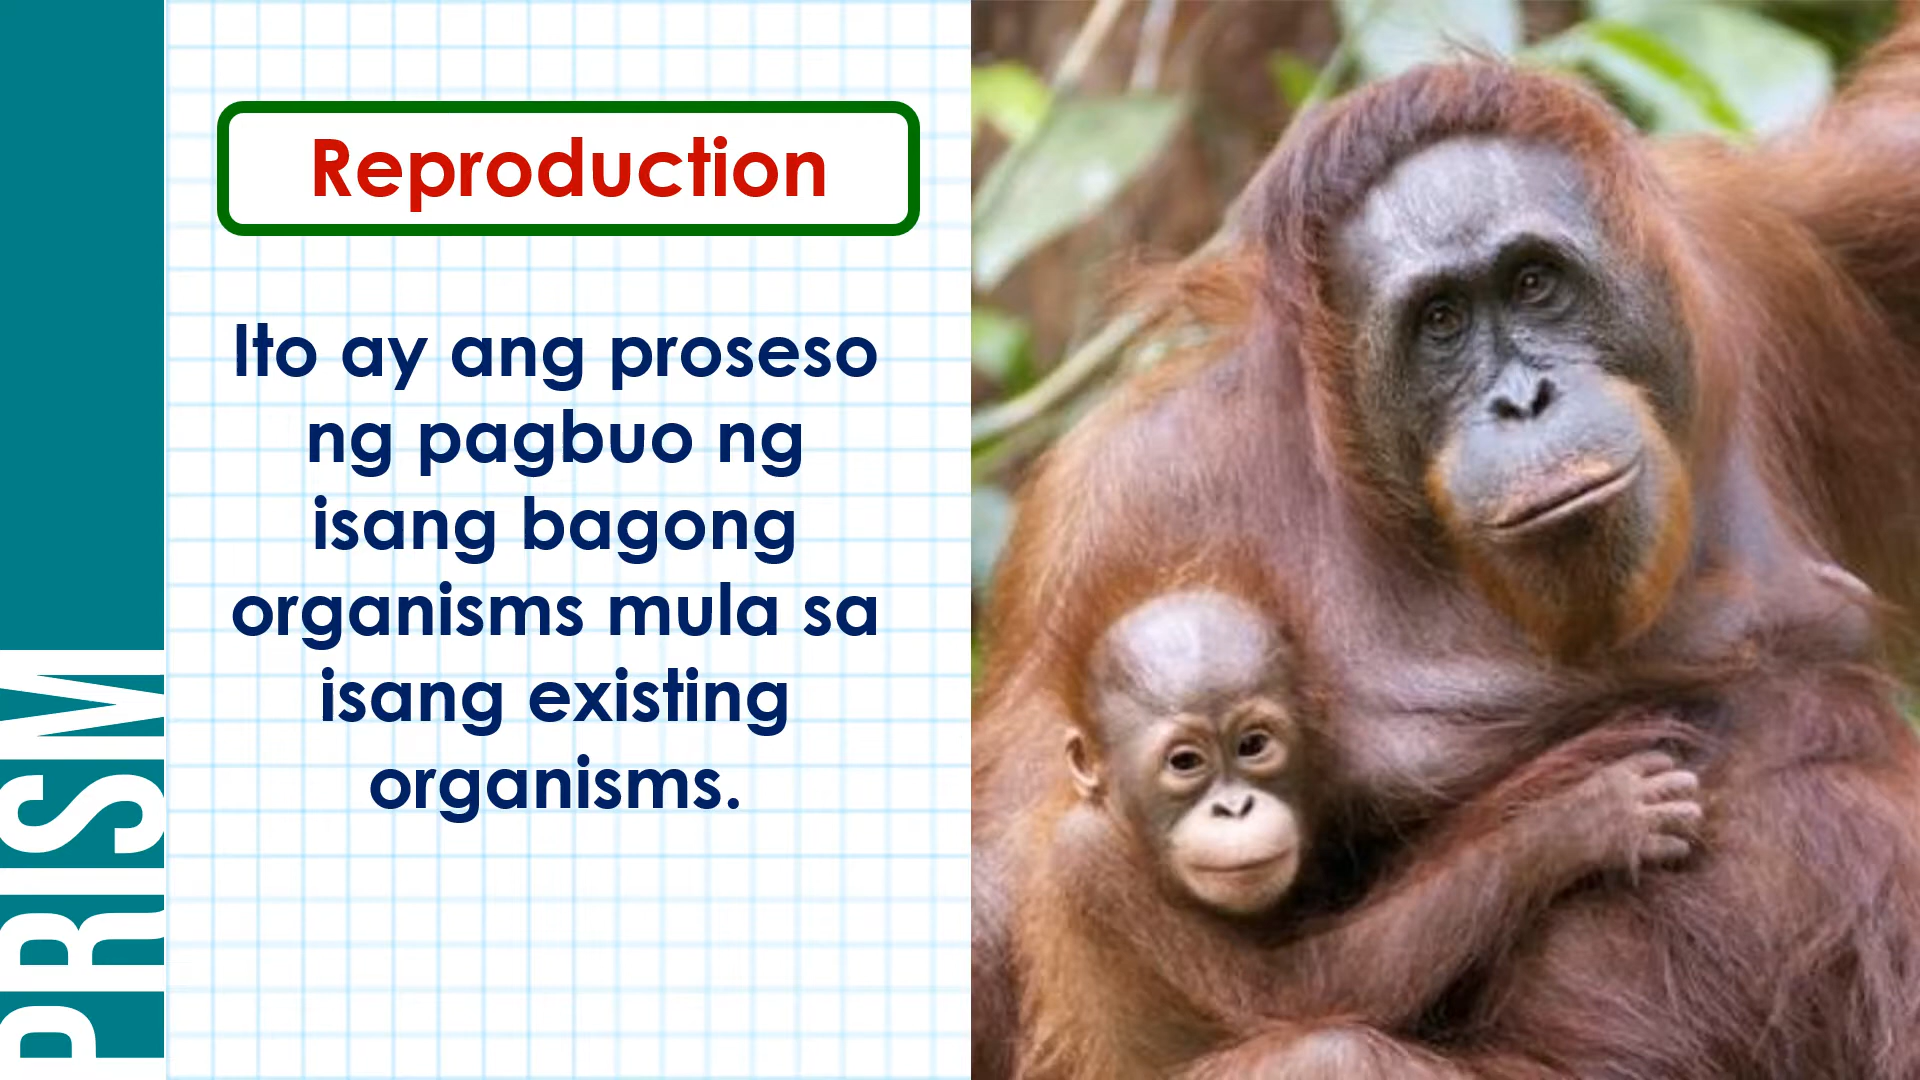 Reproduction
Ito ay ang proseso
ng pagbuo ng
isang bagong
organisms mula sa
isang existing
organisms.
PRISM